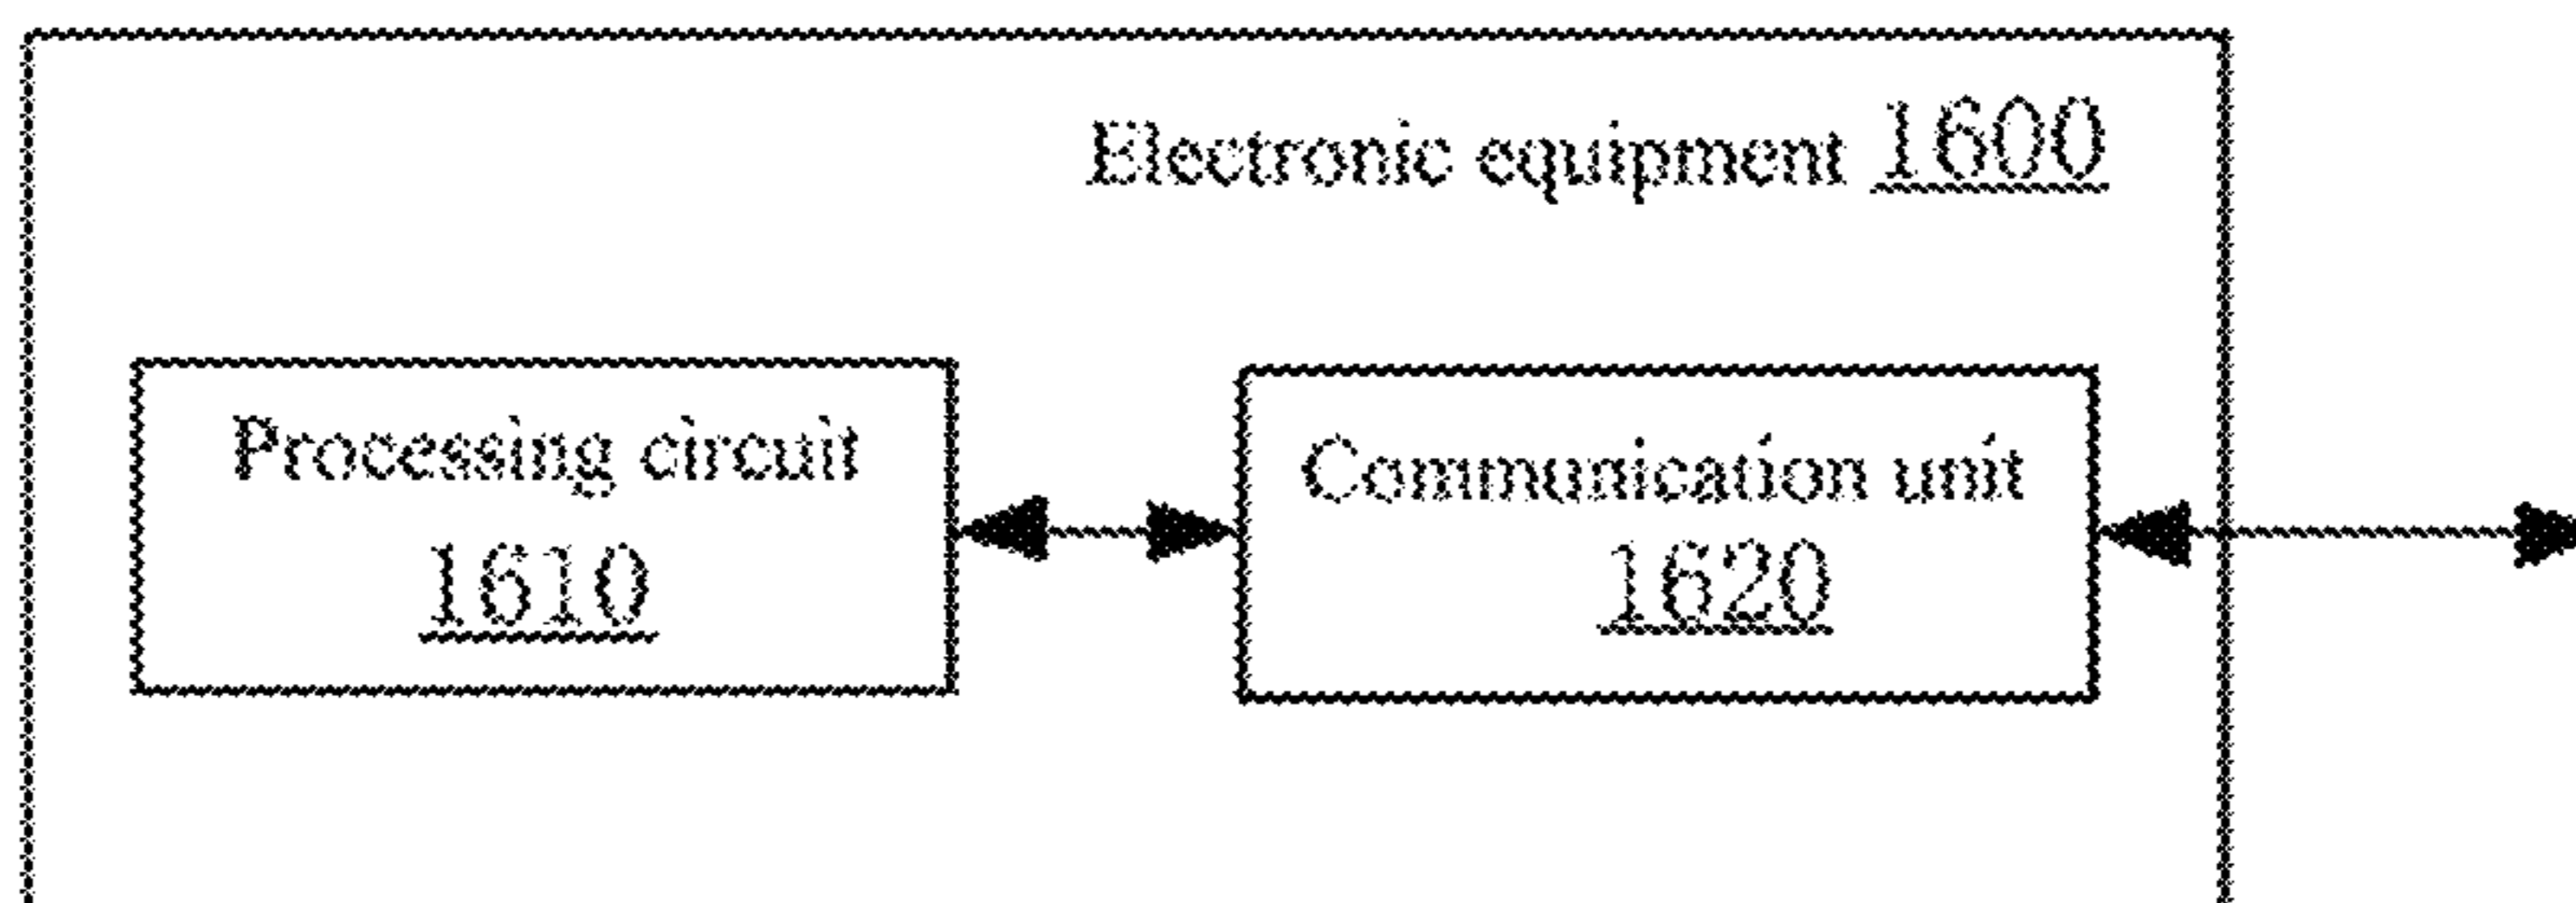 Electronic equipment 1600
Processing circuit
1610
Communication unit
1620